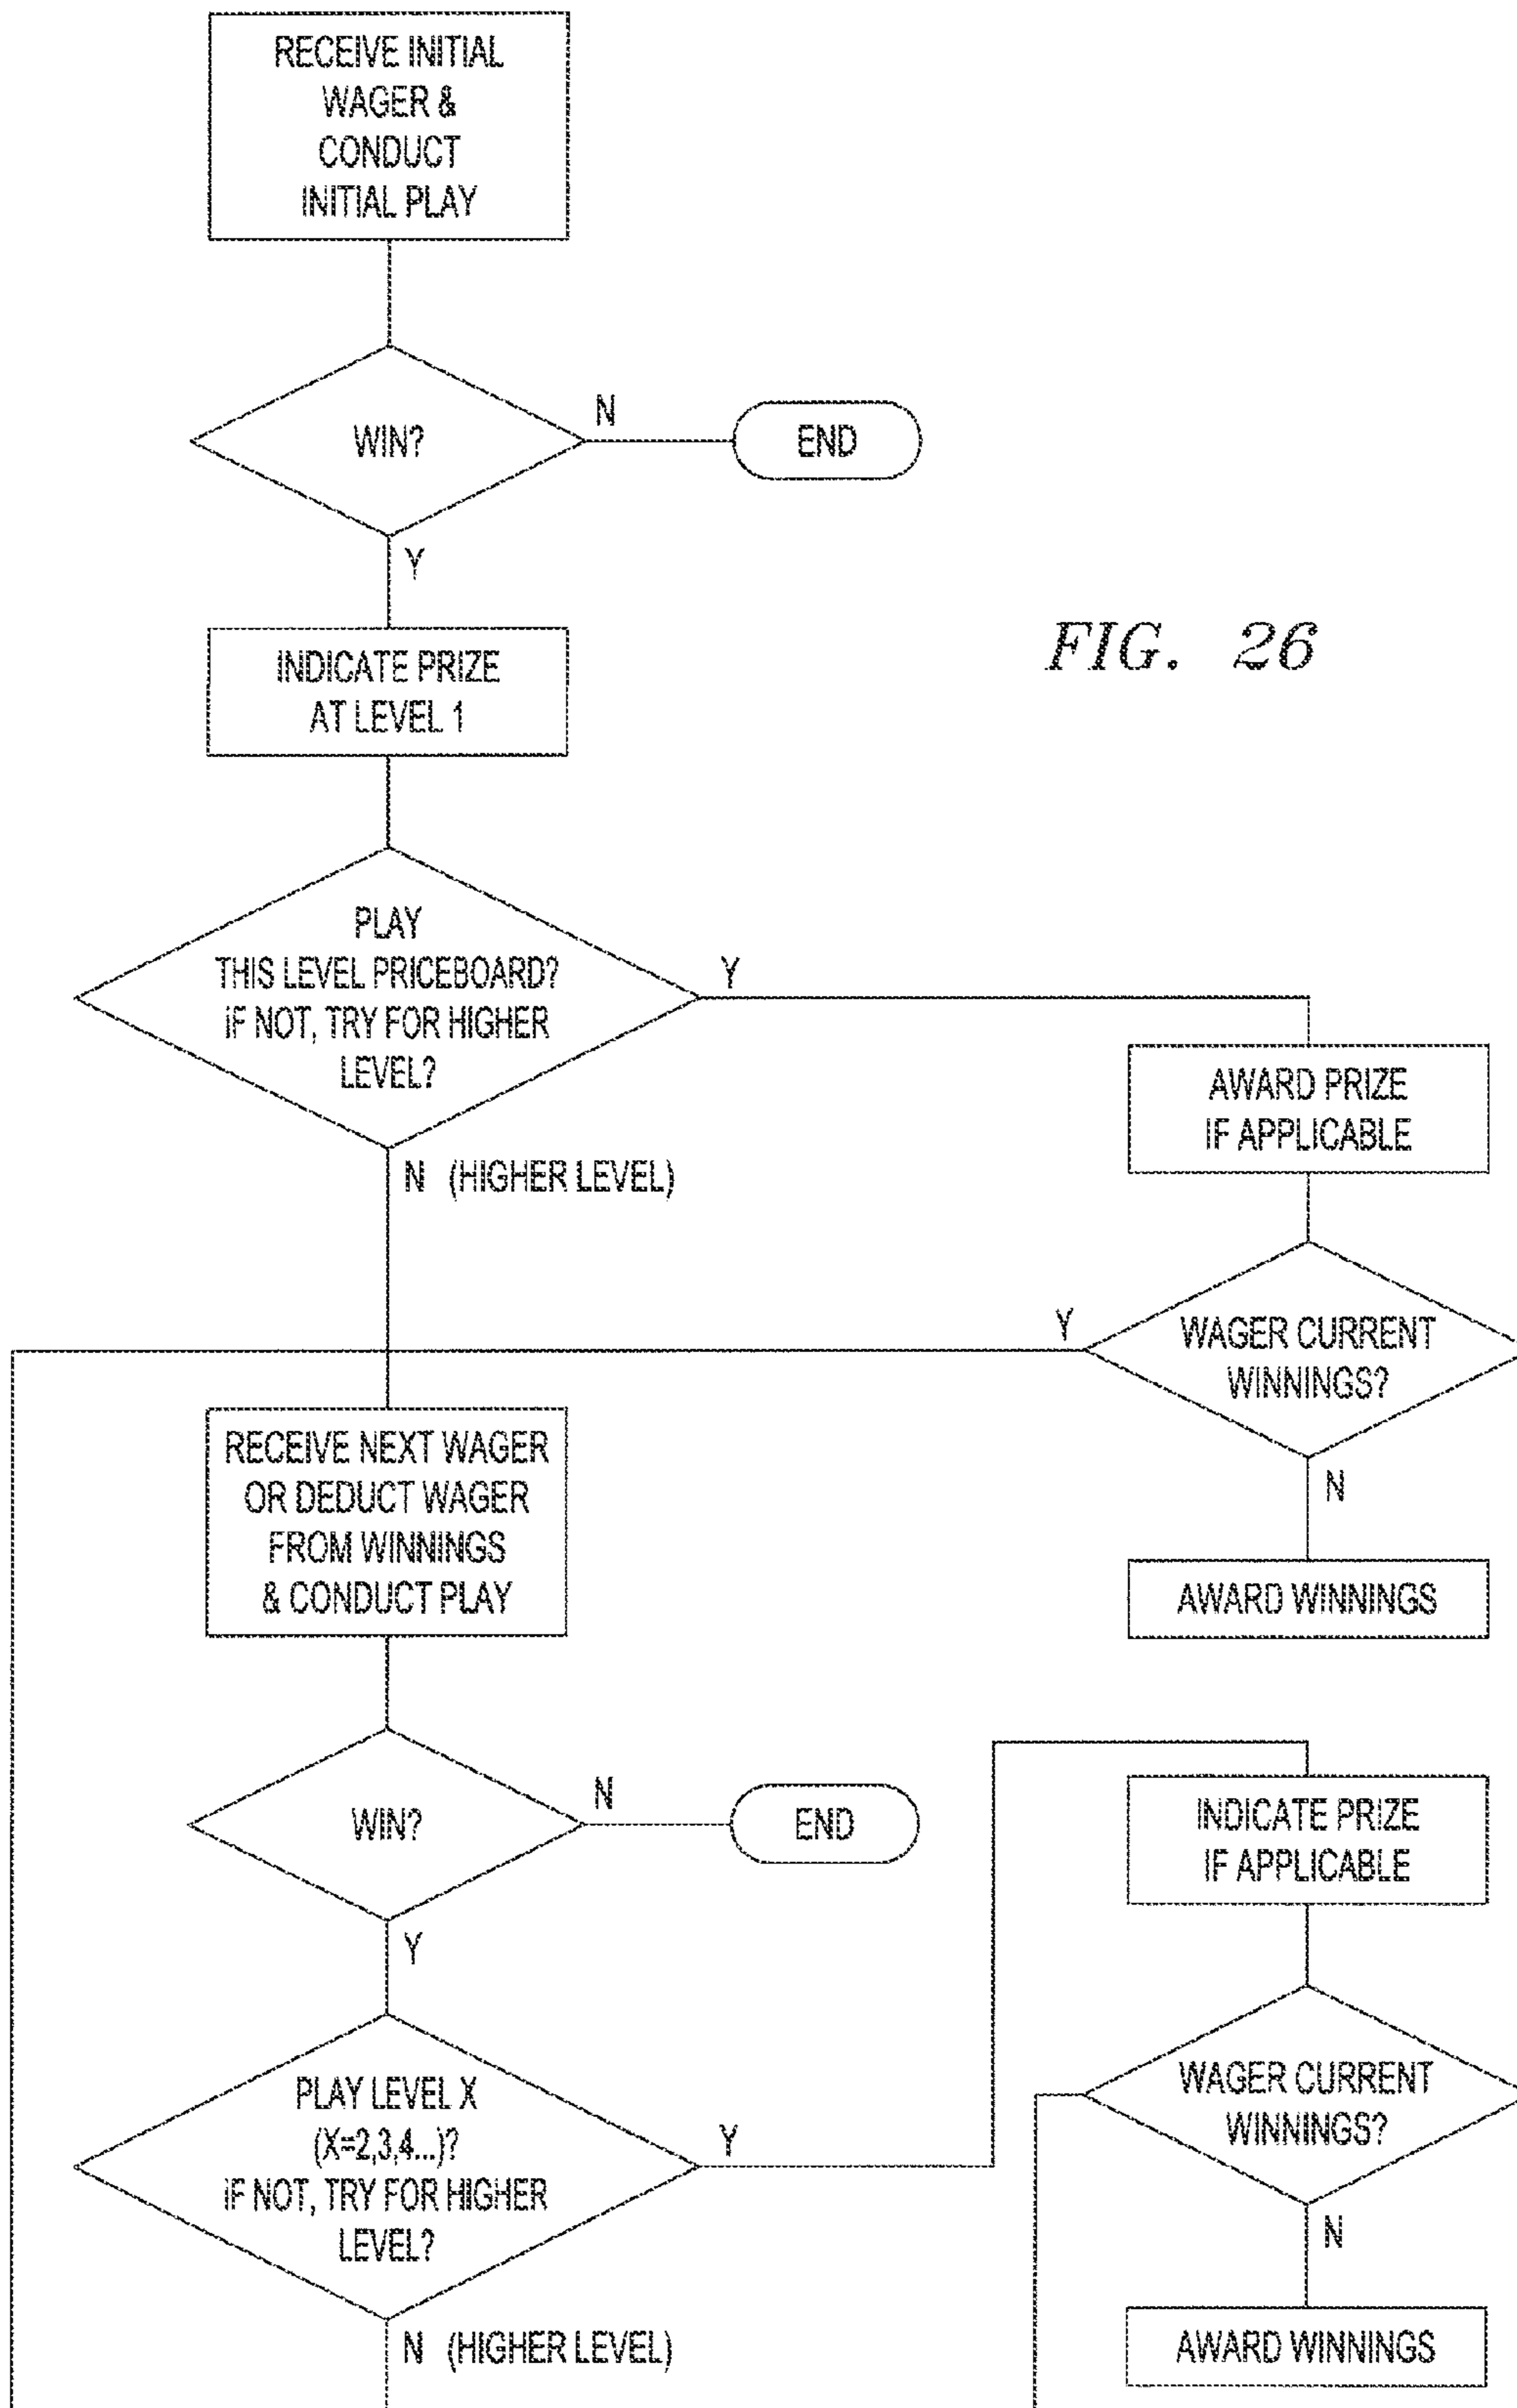 RECEIVE INITIAL
WAGER &
CONDUCT
INITIAL PLAY
WIN?
N
END
Y
INDICATE PRIZE
AT LEVEL 1
FIG. 26
PLAY
THIS LEVEL PRICEBOARD?
IF NOT, TRY FOR HIGHER
LEVEL?
Y
N (HIGHER LEVEL)
AWARD PRIZE
IF APPLICABLE
WAGER CURRENT
WINNINGS?
Y
N
AWARD WINNINGS
RECEIVE NEXT WAGER
OR DEDUCT WAGER
FROM WINNINGS
& CONDUCT PLAY
WIN?
N
END
Y
PLAY LEVEL X
(X=2,3,4...)?
IF NOT, TRY FOR HIGHER
LEVEL?
Y
N (HIGHER LEVEL)
INDICATE PRIZE
IF APPLICABLE
WAGER CURRENT
WINNINGS?
N
AWARD WINNINGS